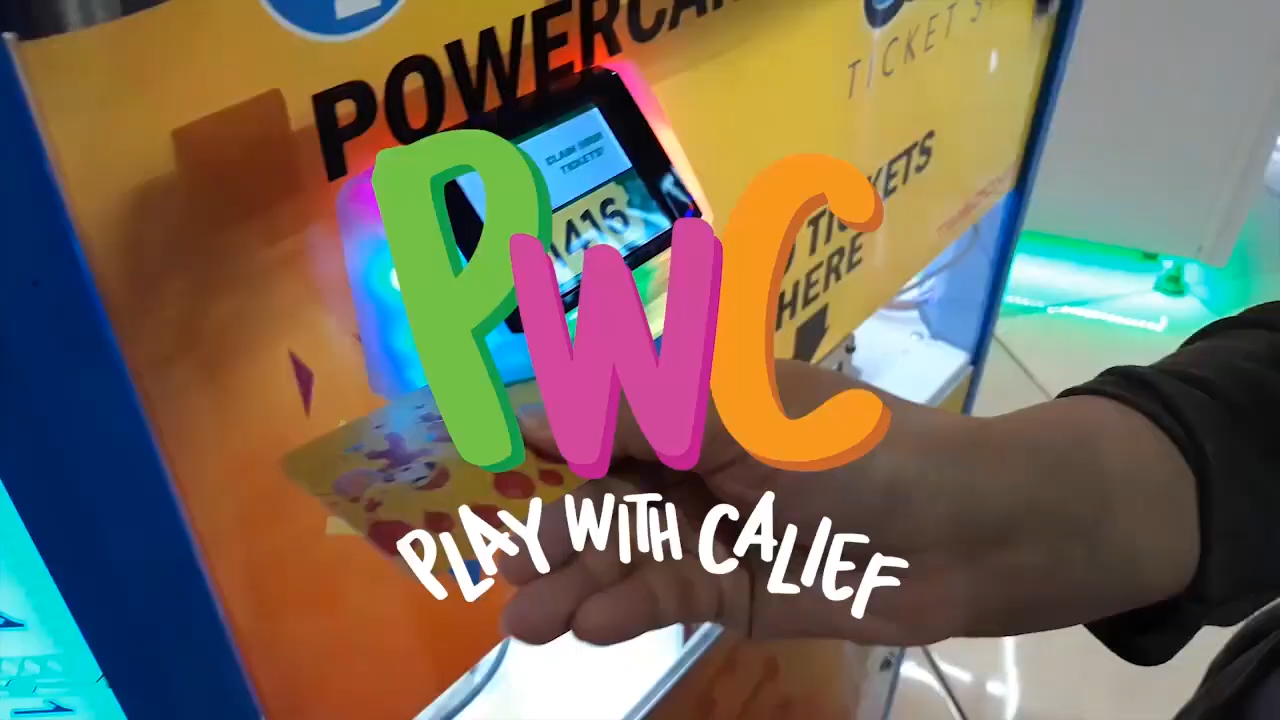 POWERCAR
TICKET
CLAIM YOUR
TICKETS!
1416
TICKETS
HERE
PWC
PLAY WITH CALIEF